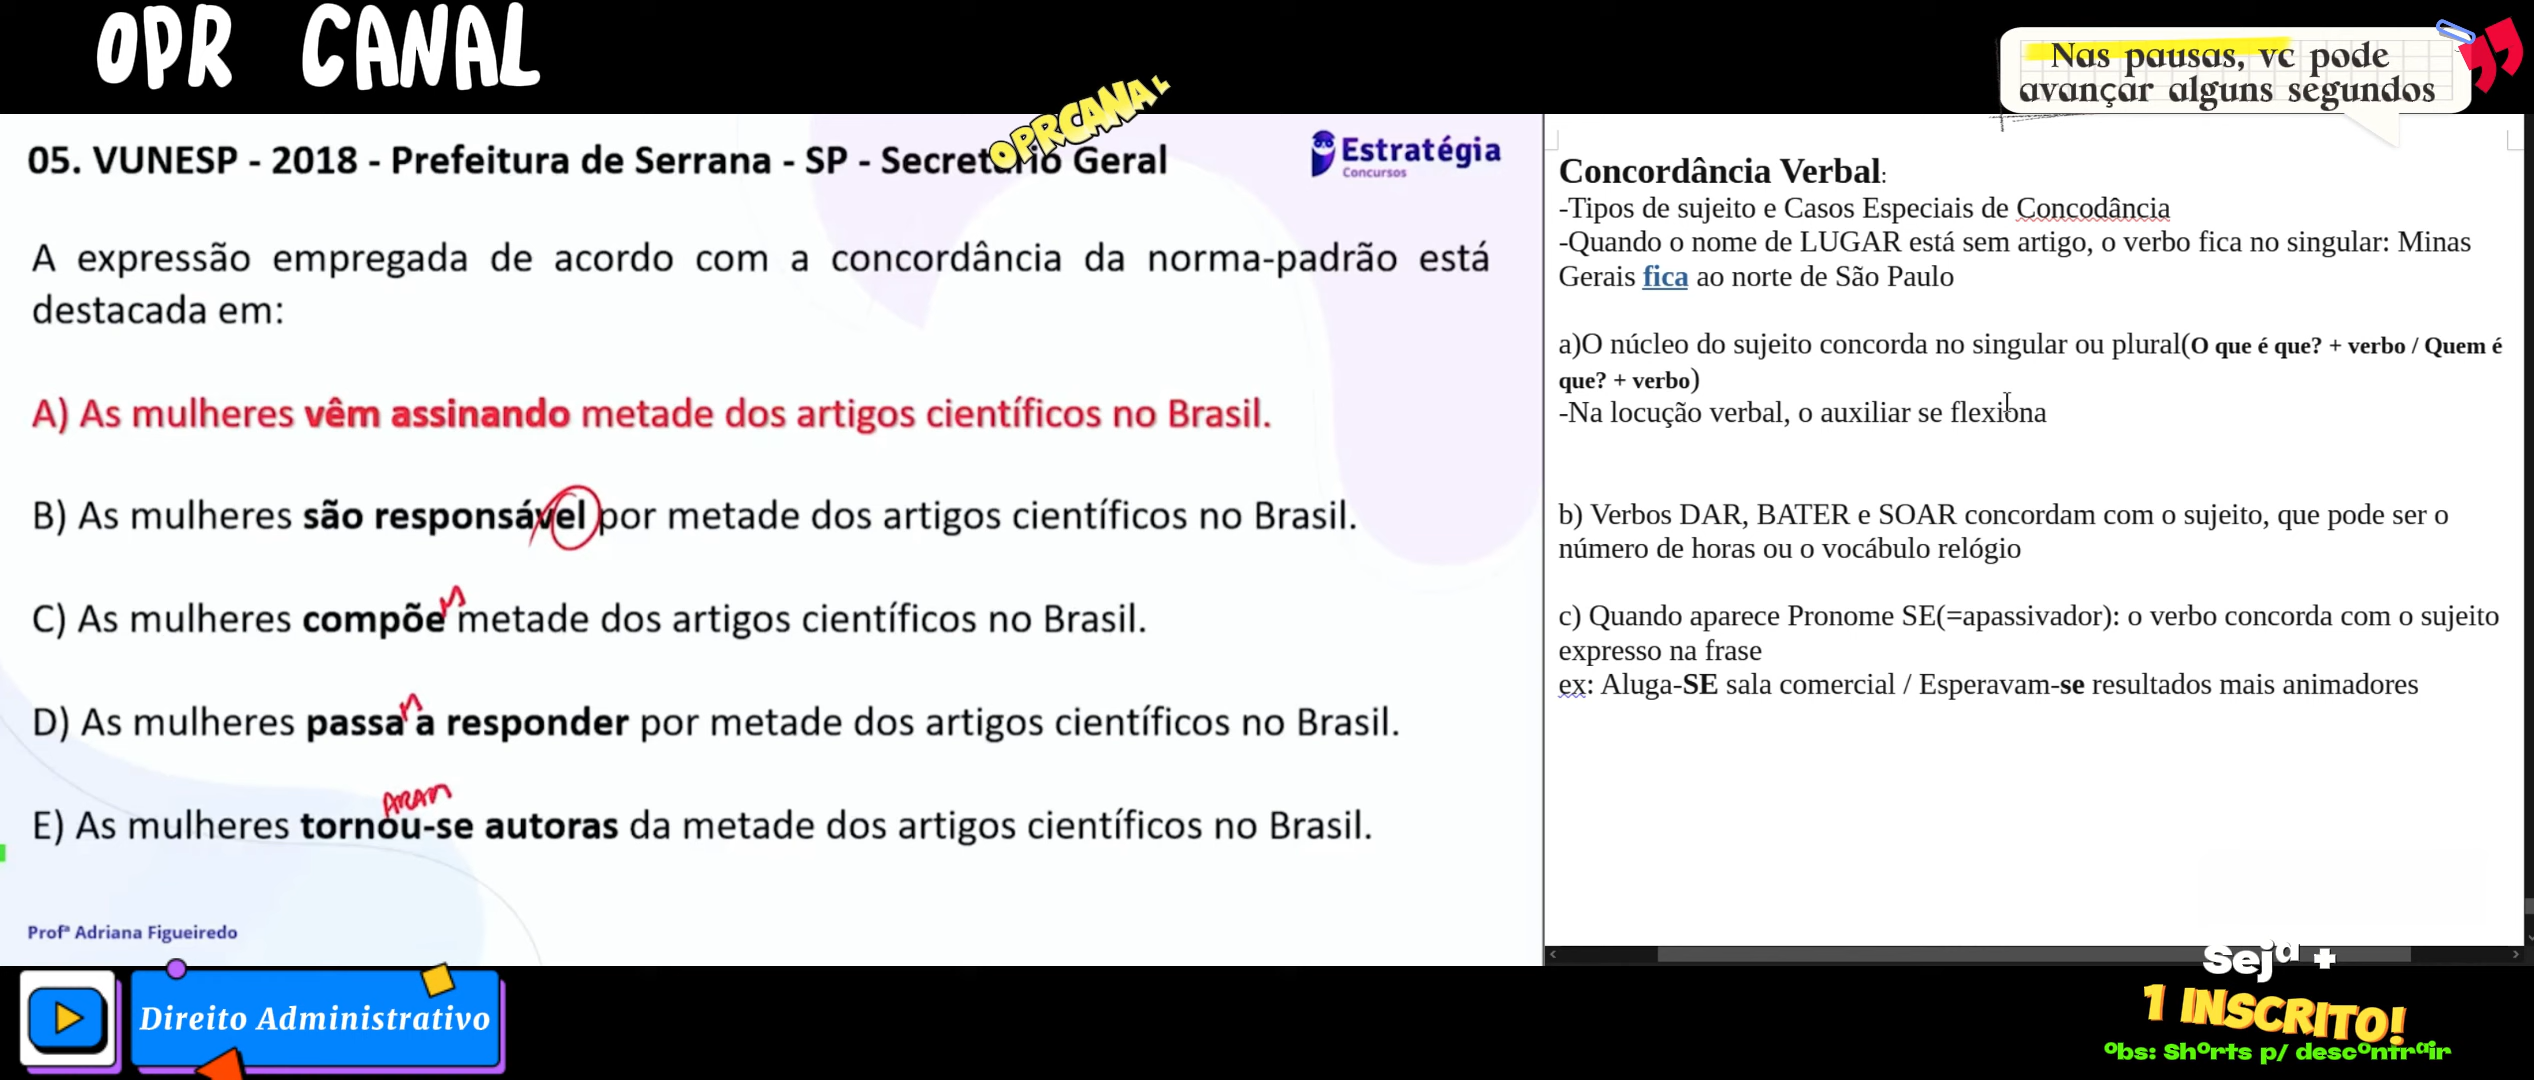 OPR CANAL
Nas pausas, vc pode
avançar alguns segundos
OPRCANAL
05. VUNESP - 2018 - Prefeitura de Serrana - SP - Secretário Geral
Estratégia
Concursos
A expressão empregada de acordo com a concordância da norma-padrão está
destacada em:
A) As mulheres vêm assinando metade dos artigos científicos no Brasil.
B) As mulheres são responsável por metade dos artigos científicos no Brasil.
m
C) As mulheres compõe metade dos artigos científicos no Brasil.
m
D) As mulheres passa a responder por metade dos artigos científicos no Brasil.
ARAM
E) As mulheres tornou-se autoras da metade dos artigos científicos no Brasil.
Profª Adriana Figueiredo
Concordância Verbal:
-Tipos de sujeito e Casos Especiais de Concodância
-Quando o nome de LUGAR está sem artigo, o verbo fica no singular: Minas
Gerais fica ao norte de São Paulo
a)O núcleo do sujeito concorda no singular ou plural(O que é que? + verbo / Quem é
que? + verbo)
-Na locução verbal, o auxiliar se flexiona
b) Verbos DAR, BATER e SOAR concordam com o sujeito, que pode ser o
número de horas ou o vocábulo relógio
c) Quando aparece Pronome SE(=apassivador): o verbo concorda com o sujeito
expresso na frase
ex: Aluga-SE sala comercial / Esperavam-se resultados mais animadores
Direito Administrativo
Seja +
1 INSCRITO!
obs: Shorts p/ descontrair